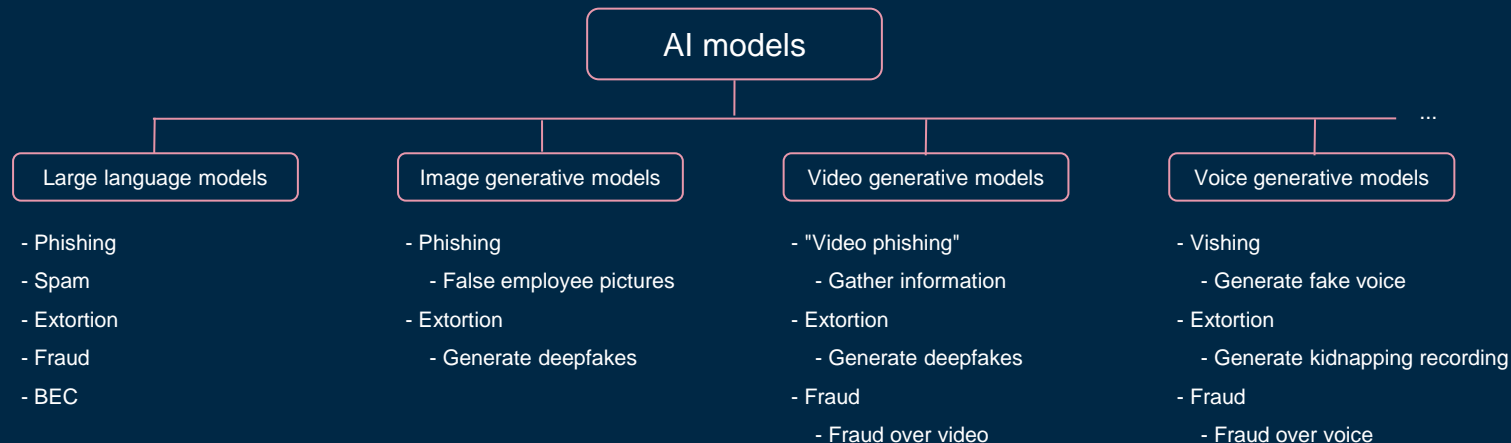 AI models
...
Large language models
- Phishing
- Spam
- Extortion
- Fraud
- BEC
Image generative models
- Phishing
- False employee pictures
- Extortion
- Generate deepfakes
Video generative models
- "Video phishing"
- Gather information
- Extortion
- Generate deepfakes
- Fraud
- Fraud over video
Voice generative models
- Vishing
- Generate fake voice
- Extortion
- Generate kidnapping recording
- Fraud
- Fraud over voice